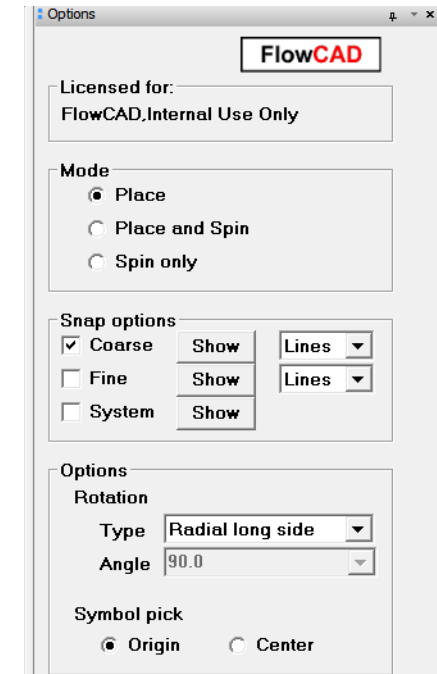 Options
FlowCAD
Licensed for:
FlowCAD,Internal Use Only
Mode
Place
Place and Spin
Spin only
Snap options
Coarse Show Lines
Fine Show Lines
System Show
Options
Rotation
Type Radial long side
Angle 90.0
Symbol pick
Origin Center